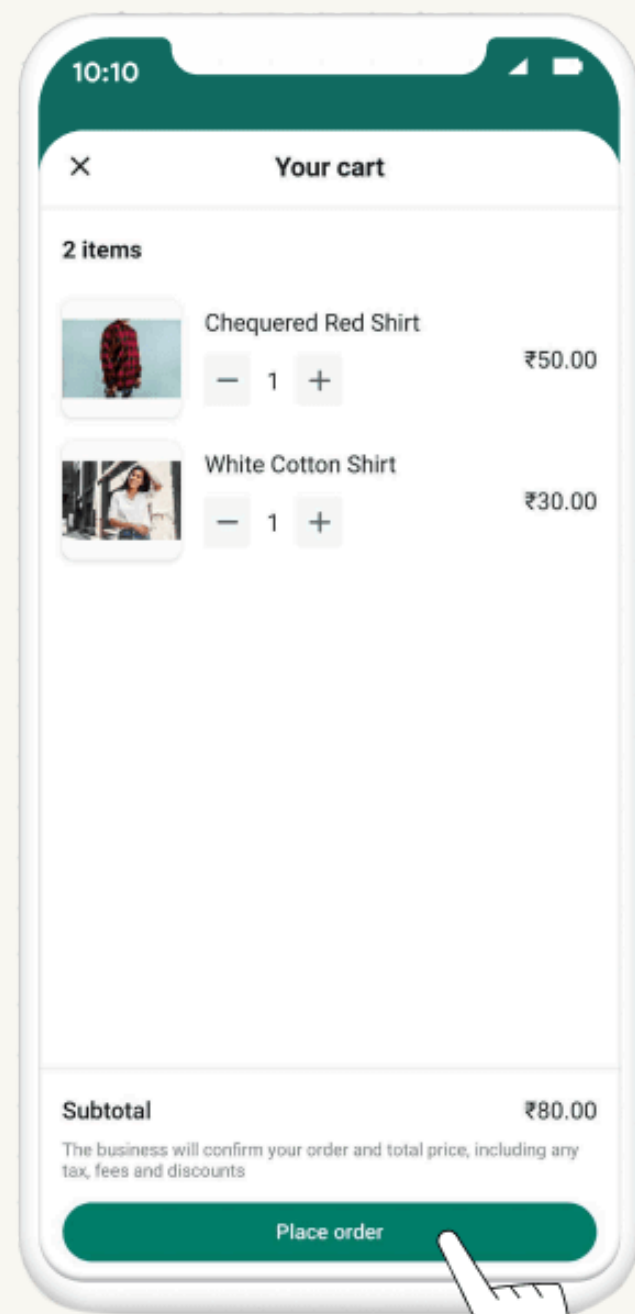 10:10
Your cart
2 items
Chequered Red Shirt
1
₹50.00
White Cotton Shirt
1
₹30.00
Subtotal
₹80.00
The business will confirm your order and total price, including any
tax, fees and discounts
Place order